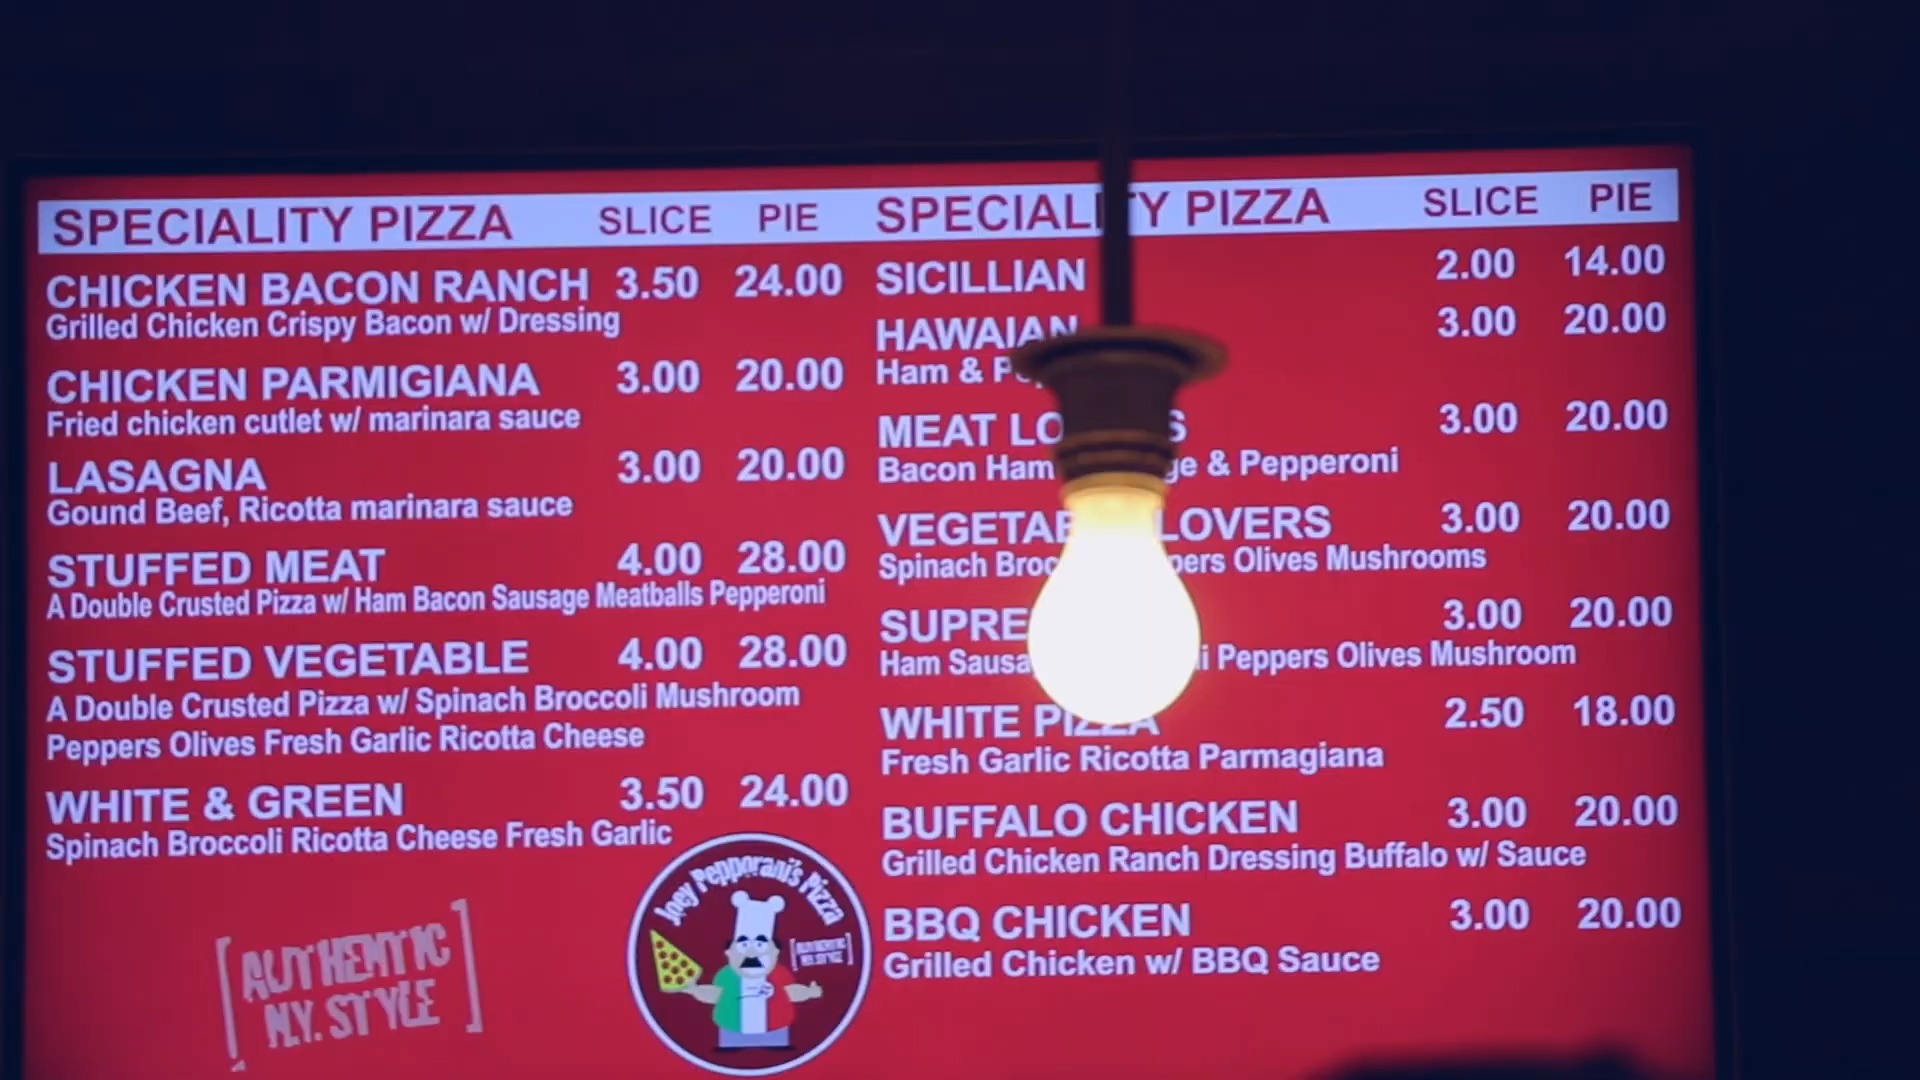 SPECIALITY PIZZA SLICE PIE
CHICKEN BACON RANCH 3.50 24.00
Grilled Chicken Crispy Bacon w/ Dressing
CHICKEN PARMIGIANA 3.00 20.00
Fried chicken cutlet w/ marinara sauce
LASAGNA 3.00 20.00
Gound Beef, Ricotta marinara sauce
STUFFED MEAT 4.00 28.00
A Double Crusted Pizza w/ Ham Bacon Sausage Meatballs Pepperoni
STUFFED VEGETABLE 4.00 28.00
A Double Crusted Pizza w/ Spinach Broccoli Mushroom
Peppers Olives Fresh Garlic Ricotta Cheese
WHITE & GREEN 3.50 24.00
Spinach Broccoli Ricotta Cheese Fresh Garlic
AUTHENTIC
N.Y. STYLE
Joey Pepporani's Pizza
AUTHENTIC
N.Y. STYLE
SPECIALITY PIZZA SLICE PIE
SICILLIAN 2.00 14.00
HAWAIAN 3.00 20.00
Ham &
MEAT 3.00 20.00
Bacon Ham & Pepperoni
LOVERS 3.00 20.00
Spinach Olives Mushrooms
3.00 20.00
Ham Peppers Olives Mushroom
WHITE PIZZA 2.50 18.00
Fresh Garlic Ricotta Parmagiana
BUFFALO CHICKEN 3.00 20.00
Grilled Chicken Ranch Dressing Buffalo w/ Sauce
BBQ CHICKEN 3.00 20.00
Grilled Chicken w/ BBQ Sauce